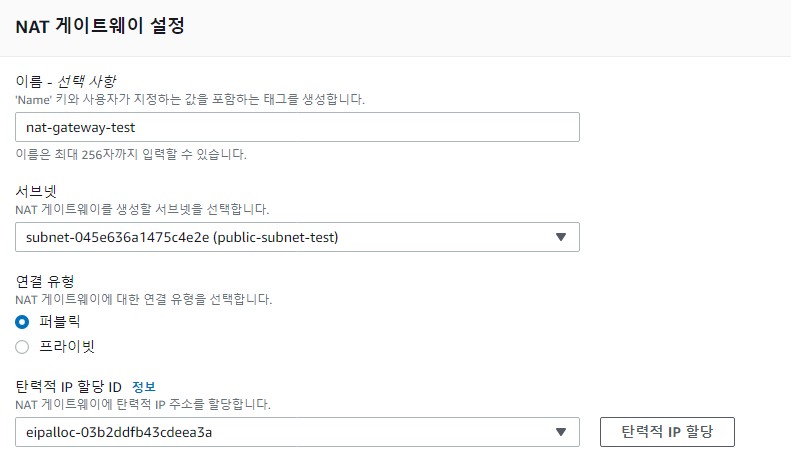 NAT 게이트웨이 설정
이름 - 선택 사항
'Name' 키와 사용자가 지정하는 값을 포함하는 태그를 생성합니다.
nat-gateway-test
이름은 최대 256자까지 입력할 수 있습니다.
서브넷
NAT 게이트웨이를 생성할 서브넷을 선택합니다.
subnet-045e636a1475c4e2e (public-subnet-test)
연결 유형
NAT 게이트웨이에 대한 연결 유형을 선택합니다.
퍼블릭
프라이빗
탄력적 IP 할당 ID 정보
NAT 게이트웨이에 탄력적 IP 주소를 할당합니다.
eipalloc-03b2ddfb43cdeea3a 탄력적 IP 할당